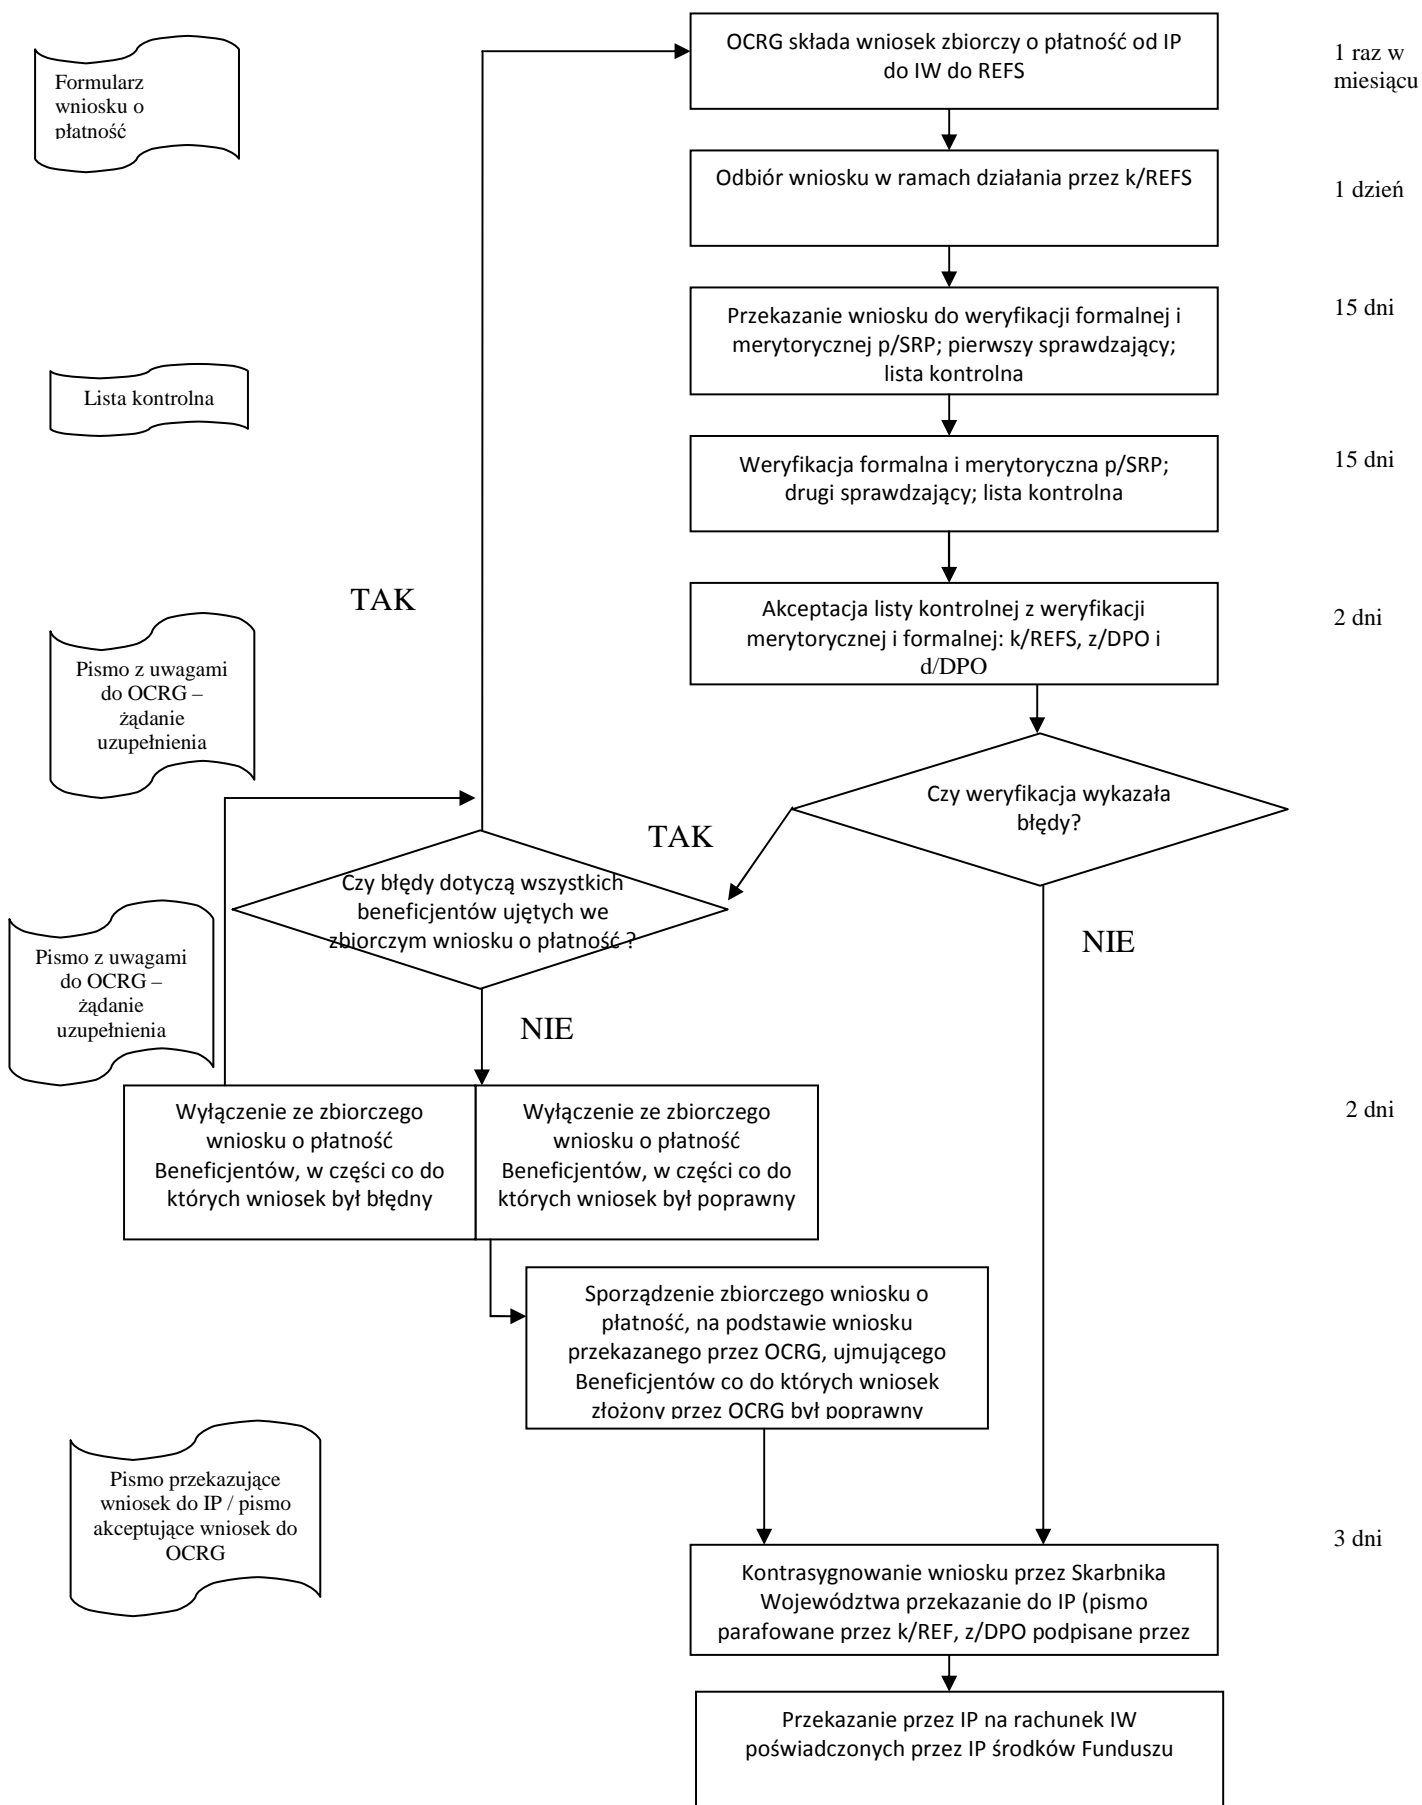 OCRG składa wniosek zbiorczy o płatność od IP
do IW do REFS
1 raz w
miesiącu
Formularz
wniosku o
płatność
Odbiór wniosku w ramach działania przez k/REFS
1 dzień
Przekazanie wniosku do weryfikacji formalnej i
merytorycznej p/SRP; pierwszy sprawdzający;
lista kontrolna
15 dni
Lista kontrolna
Weryfikacja formalna i merytoryczna p/SRP;
drugi sprawdzający; lista kontrolna
15 dni
TAK
Akceptacja listy kontrolnej z weryfikacji
merytorycznej i formalnej: k/REFS, z/DPO i
d/DPO
2 dni
Pismo z uwagami
do OCRG –
żądanie
uzupełnienia
Czy weryfikacja wykazała
błędy?
TAK
Czy błędy dotyczą wszystkich
beneficjentów ujętych we
zbiorczym wniosku o płatność ?
NIE
Pismo z uwagami
do OCRG –
żądanie
uzupełnienia
NIE
Wyłączenie ze zbiorczego
wniosku o płatność
Beneficjentów, w części co do
których wniosek był błędny
Wyłączenie ze zbiorczego
wniosku o płatność
Beneficjentów, w części co do
których wniosek był poprawny
2 dni
Sporządzenie zbiorczego wniosku o
płatność, na podstawie wniosku
przekazanego przez OCRG, ujmującego
Beneficjentów co do których wniosek
złożony przez OCRG był poprawny
Pismo przekazujące
wniosek do IP / pismo
akceptujące wniosek do
OCRG
3 dni
Kontrasygnowanie wniosku przez Skarbnika
Województwa przekazanie do IP (pismo
parafowane przez k/REF, z/DPO podpisane przez
Przekazanie przez IP na rachunek IW
poświadczonych przez IP środków Funduszu